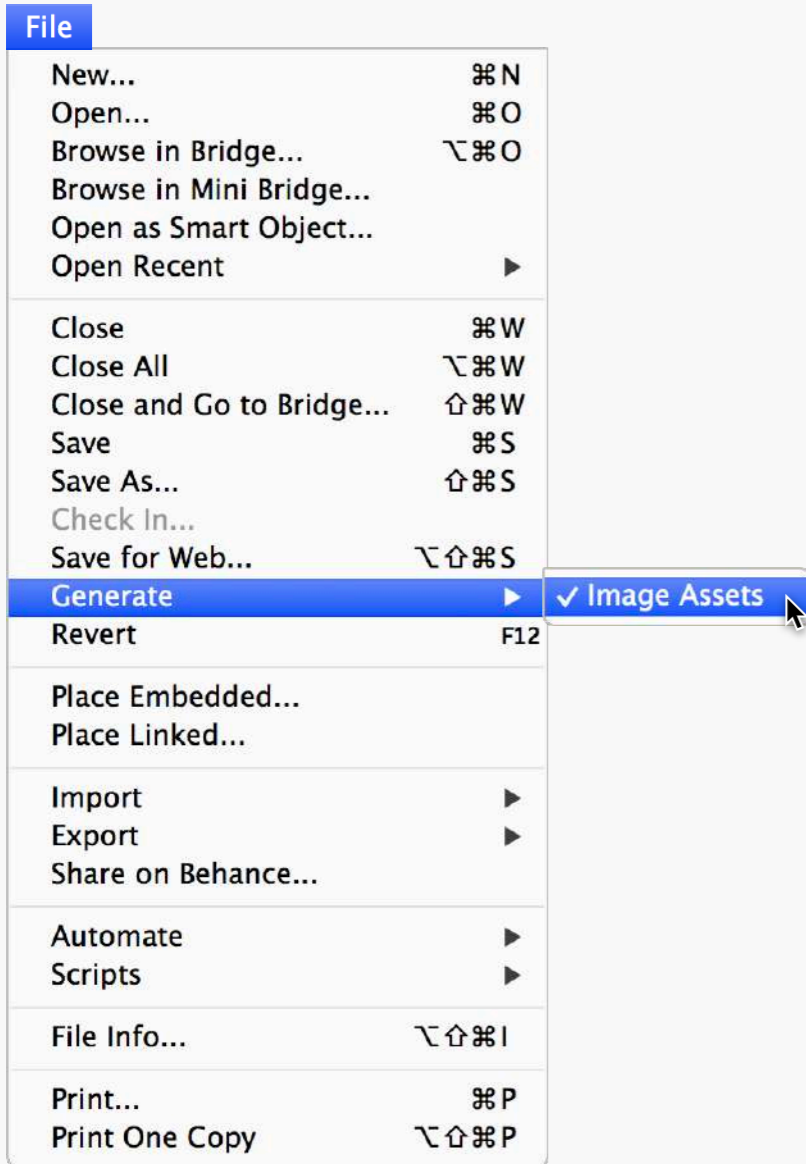 File
New... ⌘N
Open... ⌘O
Browse in Bridge... ⌥⌘O
Browse in Mini Bridge...
Open as Smart Object...
Open Recent ▶
Close ⌘W
Close All ⌥⌘W
Close and Go to Bridge... ⇧⌘W
Save ⌘S
Save As... ⇧⌘S
Check In...
Save for Web... ⌥⇧⌘S
Generate ▶ ✓ Image Assets
Revert F12
Place Embedded...
Place Linked...
Import ▶
Export ▶
Share on Behance...
Automate ▶
Scripts ▶
File Info... ⌥⇧⌘I
Print... ⌘P
Print One Copy ⌥⇧⌘P